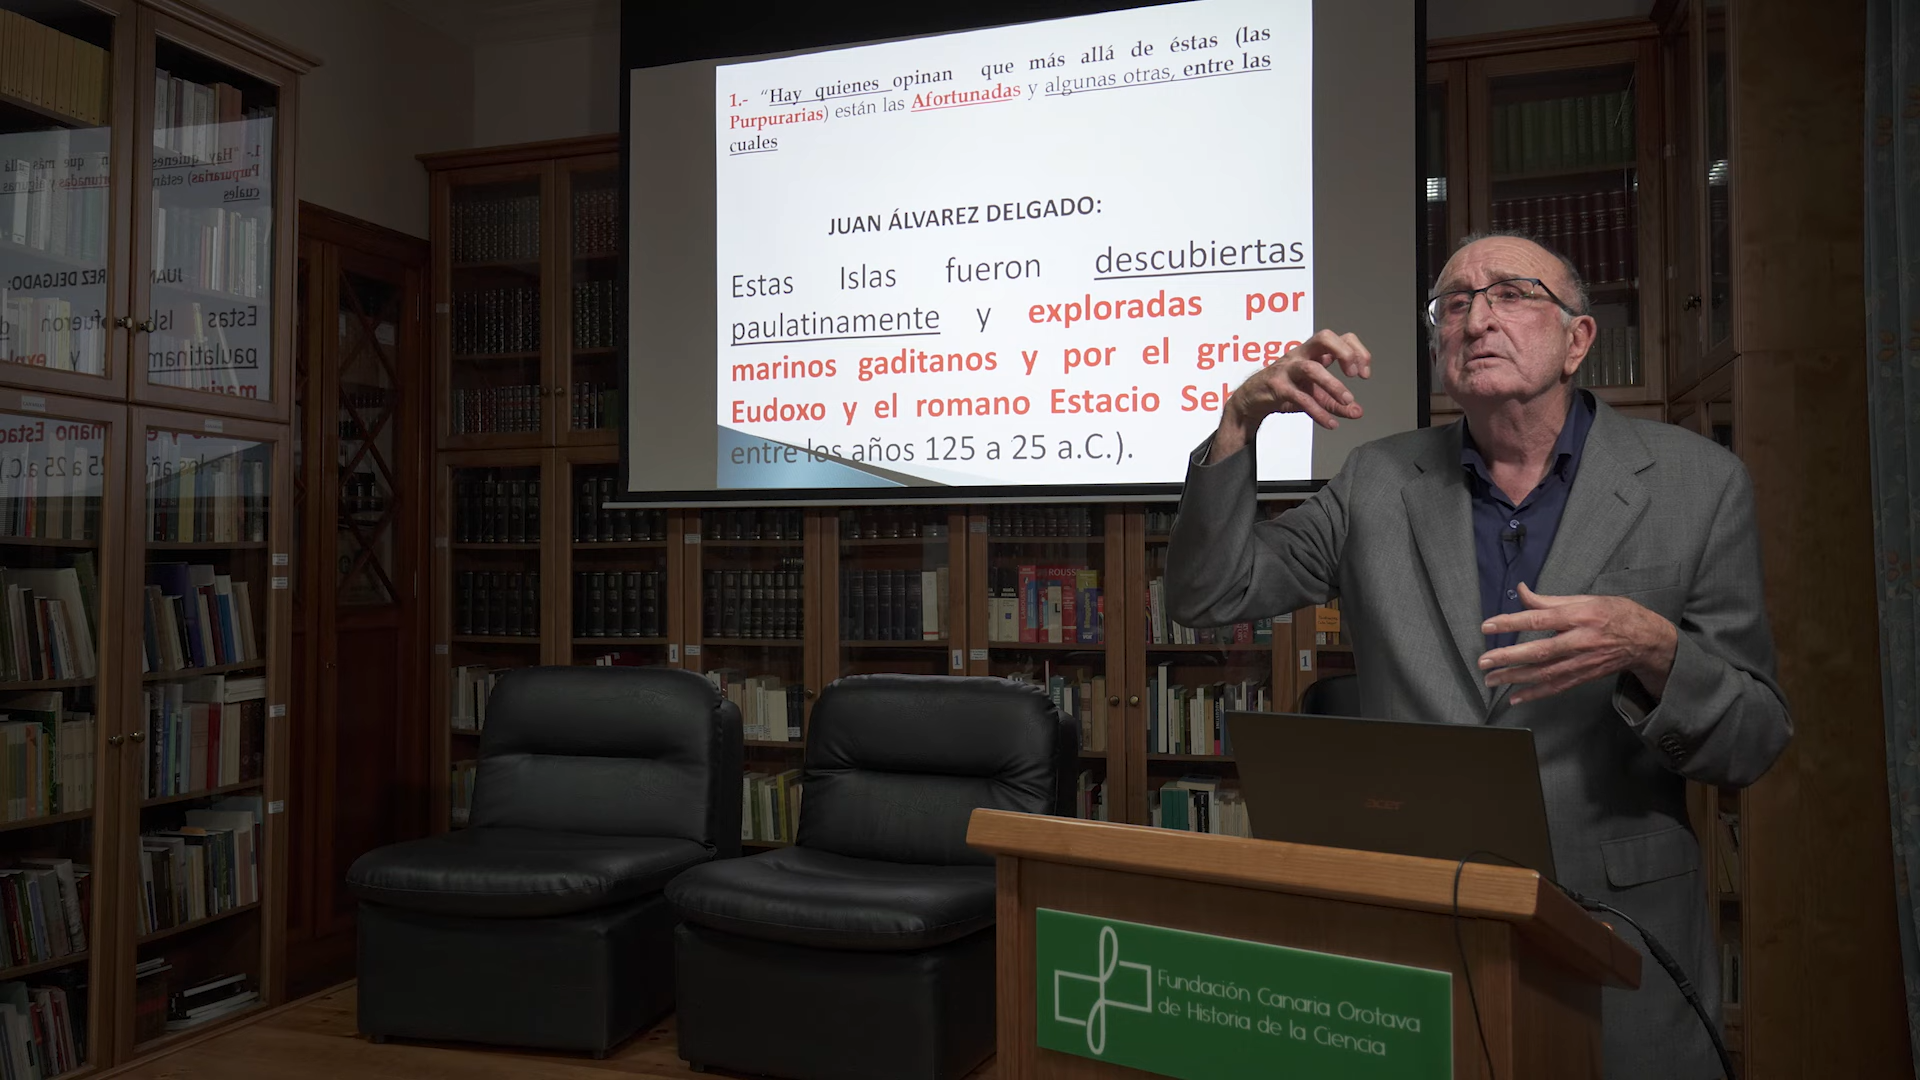 1.- “Hay quienes opinan que más allá de éstas (las
Purpurarias) están las Afortunadas y algunas otras, entre las
cuales
JUAN ÁLVAREZ DELGADO:
Estas Islas fueron descubiertas
paulatinamente y exploradas por
marinos gaditanos y por el griego
Eudoxo y el romano Estacio Seb
entre los años 125 a 25 a.C.).
acer
Fundación Canaria Orotava
de Historia de la Ciencia